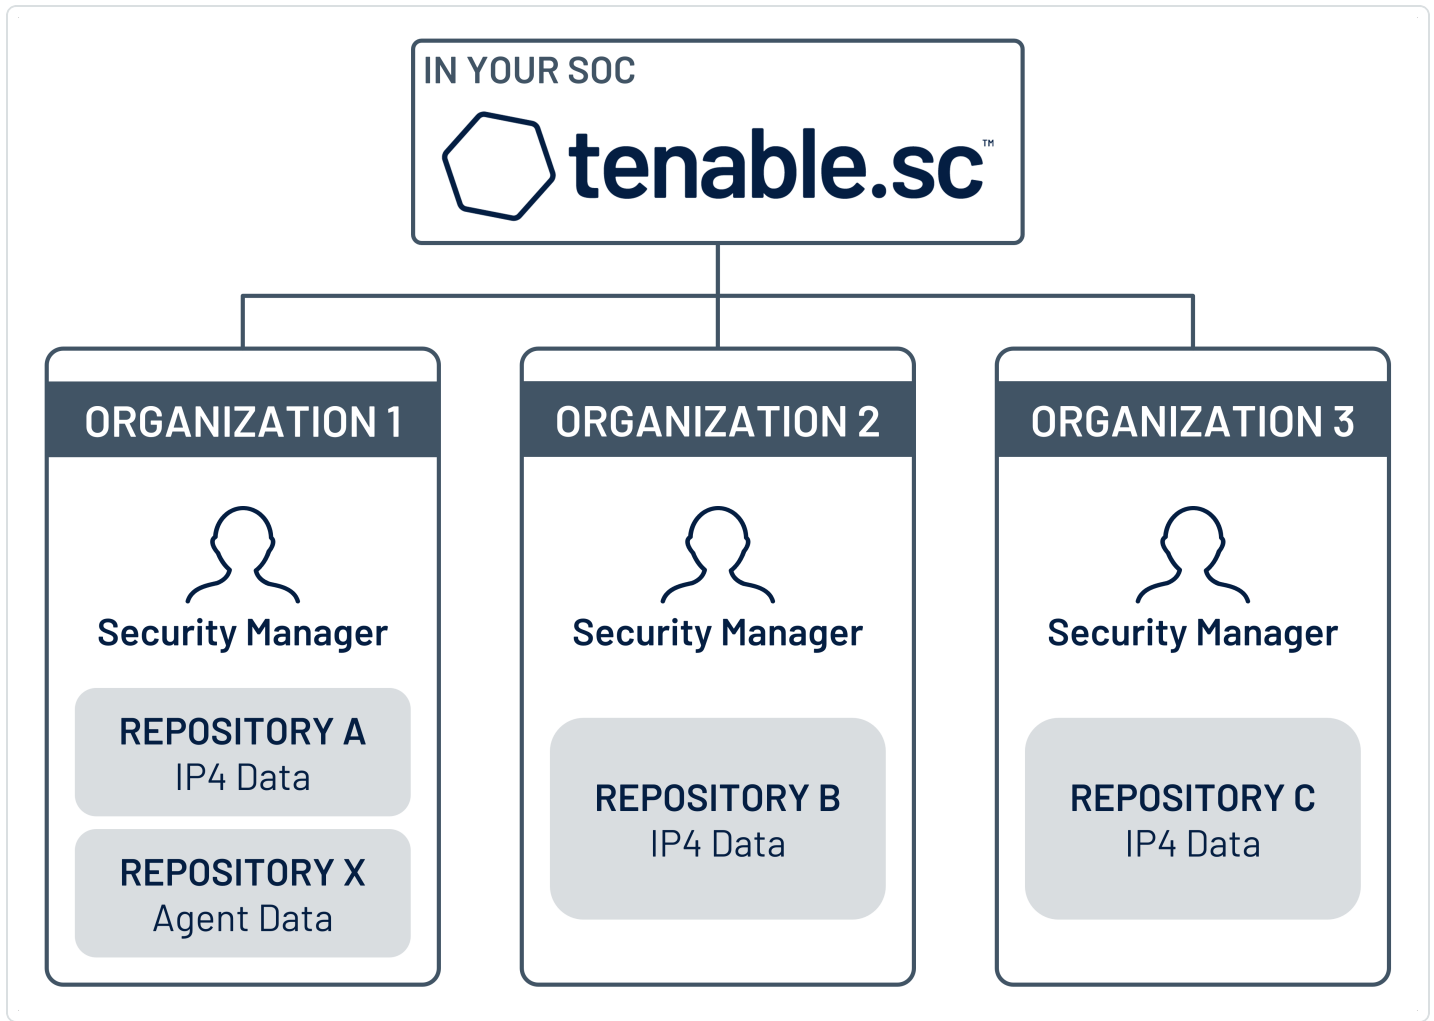 IN YOUR SOC
tenable.sc™
ORGANIZATION 1
Security Manager
REPOSITORY A
IP4 Data
REPOSITORY X
Agent Data
ORGANIZATION 2
Security Manager
REPOSITORY B
IP4 Data
ORGANIZATION 3
Security Manager
REPOSITORY C
IP4 Data